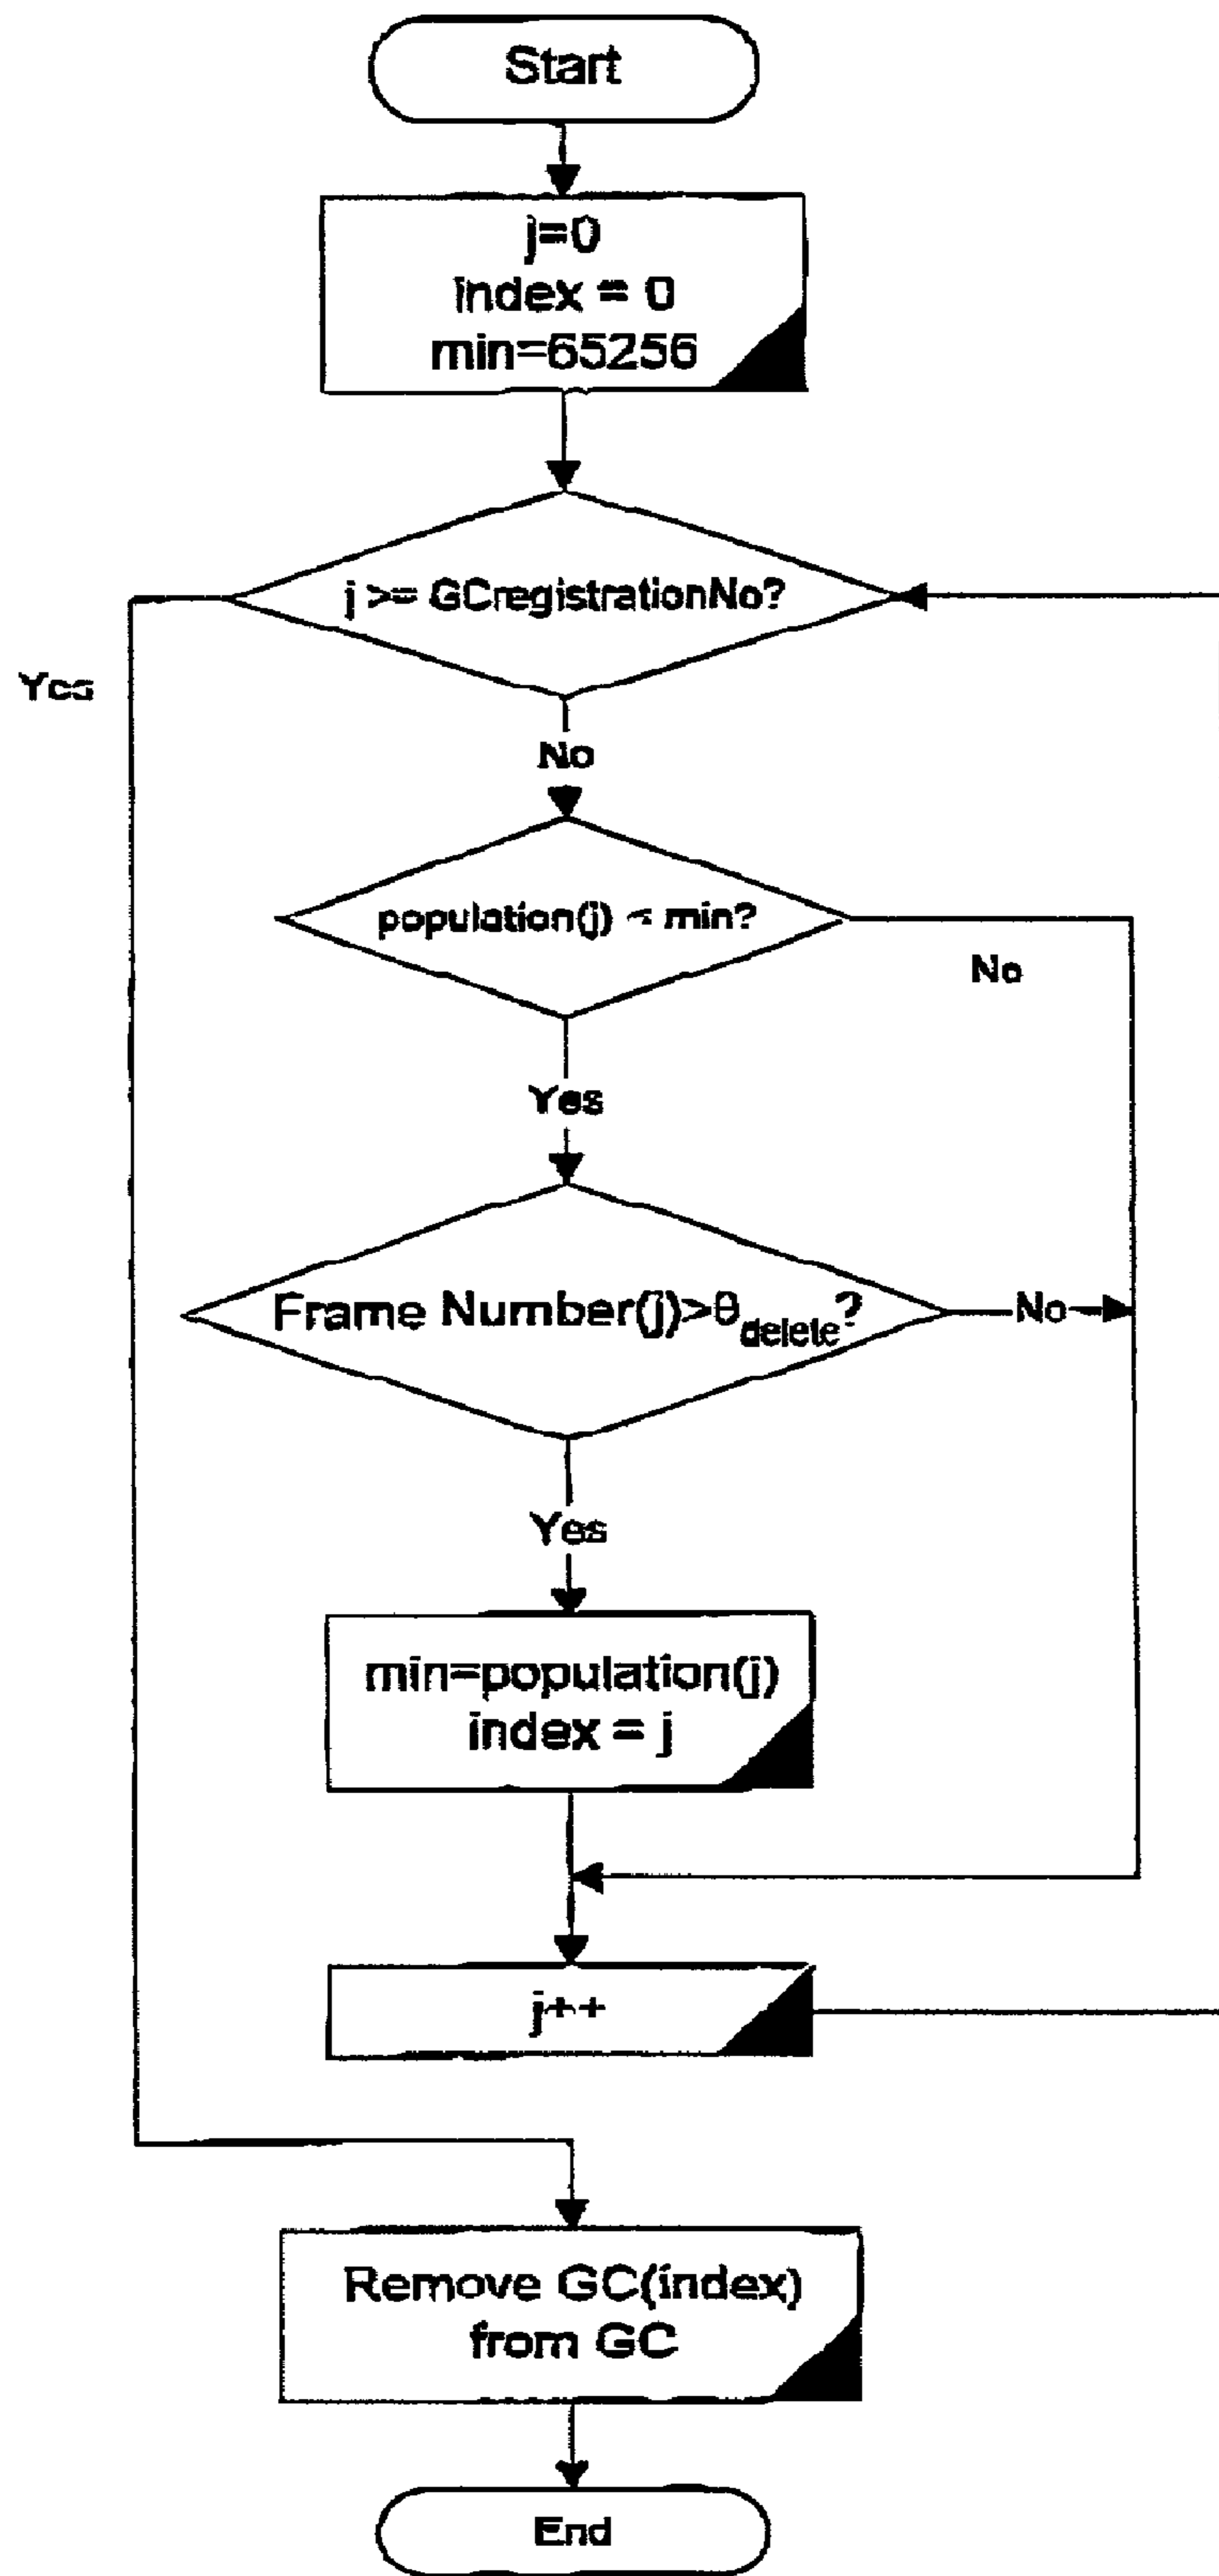 Start
j=0
index = 0
min=65256
j >= GCregistrationNo?
Yes
No
population(j) < min?
No
Yes
Frame Number(j)>θdelete?
No
Yes
min=population(j)
index = j
j++
Remove GC(index)
from GC
End